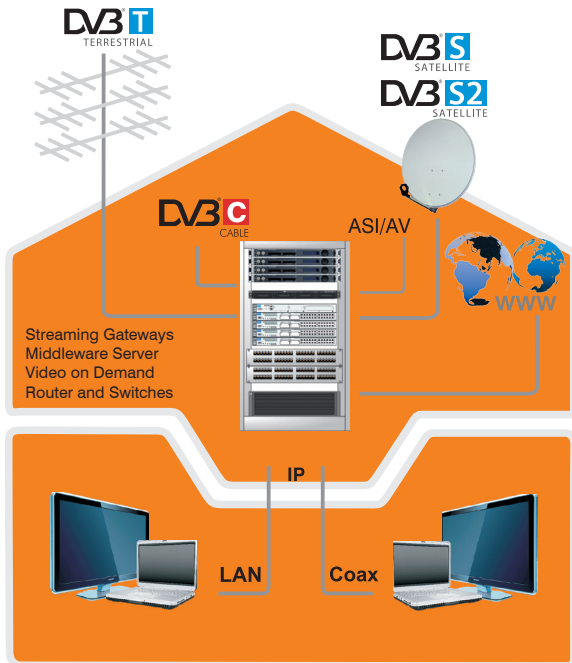 DVB® T
TERRESTRIAL
DVB® S
SATELLITE
DVB® S2
SATELLITE
DVB® C
CABLE
ASI/AV
WWW
Streaming Gateways
Middleware Server
Video on Demand
Router and Switches
IP
LAN
Coax